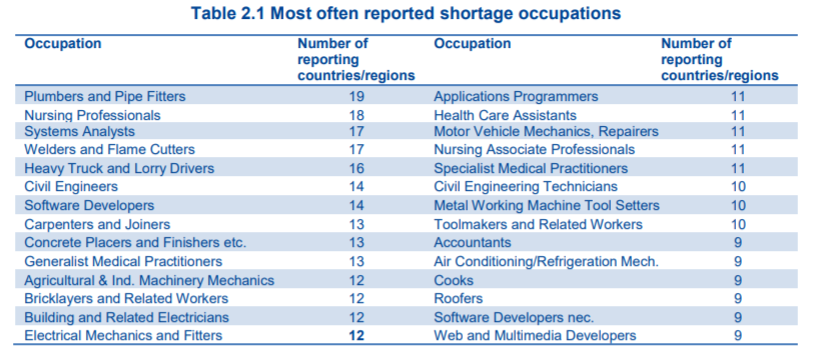 Table 2.1 Most often reported shortage occupations
Occupation Number of reporting countries/regions Occupation Number of reporting countries/regions
Plumbers and Pipe Fitters 19 Applications Programmers 11
Nursing Professionals 18 Health Care Assistants 11
Systems Analysts 17 Motor Vehicle Mechanics, Repairers 11
Welders and Flame Cutters 17 Nursing Associate Professionals 11
Heavy Truck and Lorry Drivers 16 Specialist Medical Practitioners 11
Civil Engineers 14 Civil Engineering Technicians 10
Software Developers 14 Metal Working Machine Tool Setters 10
Carpenters and Joiners 13 Toolmakers and Related Workers 10
Concrete Placers and Finishers etc. 13 Accountants 9
Generalist Medical Practitioners 13 Air Conditioning/Refrigeration Mech. 9
Agricultural & Ind. Machinery Mechanics 12 Cooks 9
Bricklayers and Related Workers 12 Roofers 9
Building and Related Electricians 12 Software Developers nec. 9
Electrical Mechanics and Fitters 12 Web and Multimedia Developers 9